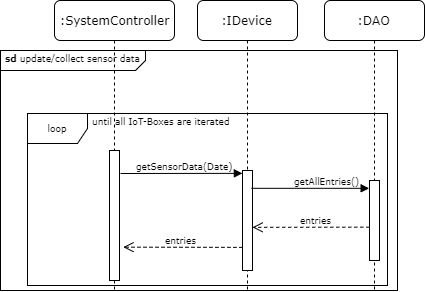 :SystemController
:IDevice
:DAO
sd update/collect sensor data
until all IoT-Boxes are iterated
loop
getSensorData(Date)
getAllEntries()
entries
entries